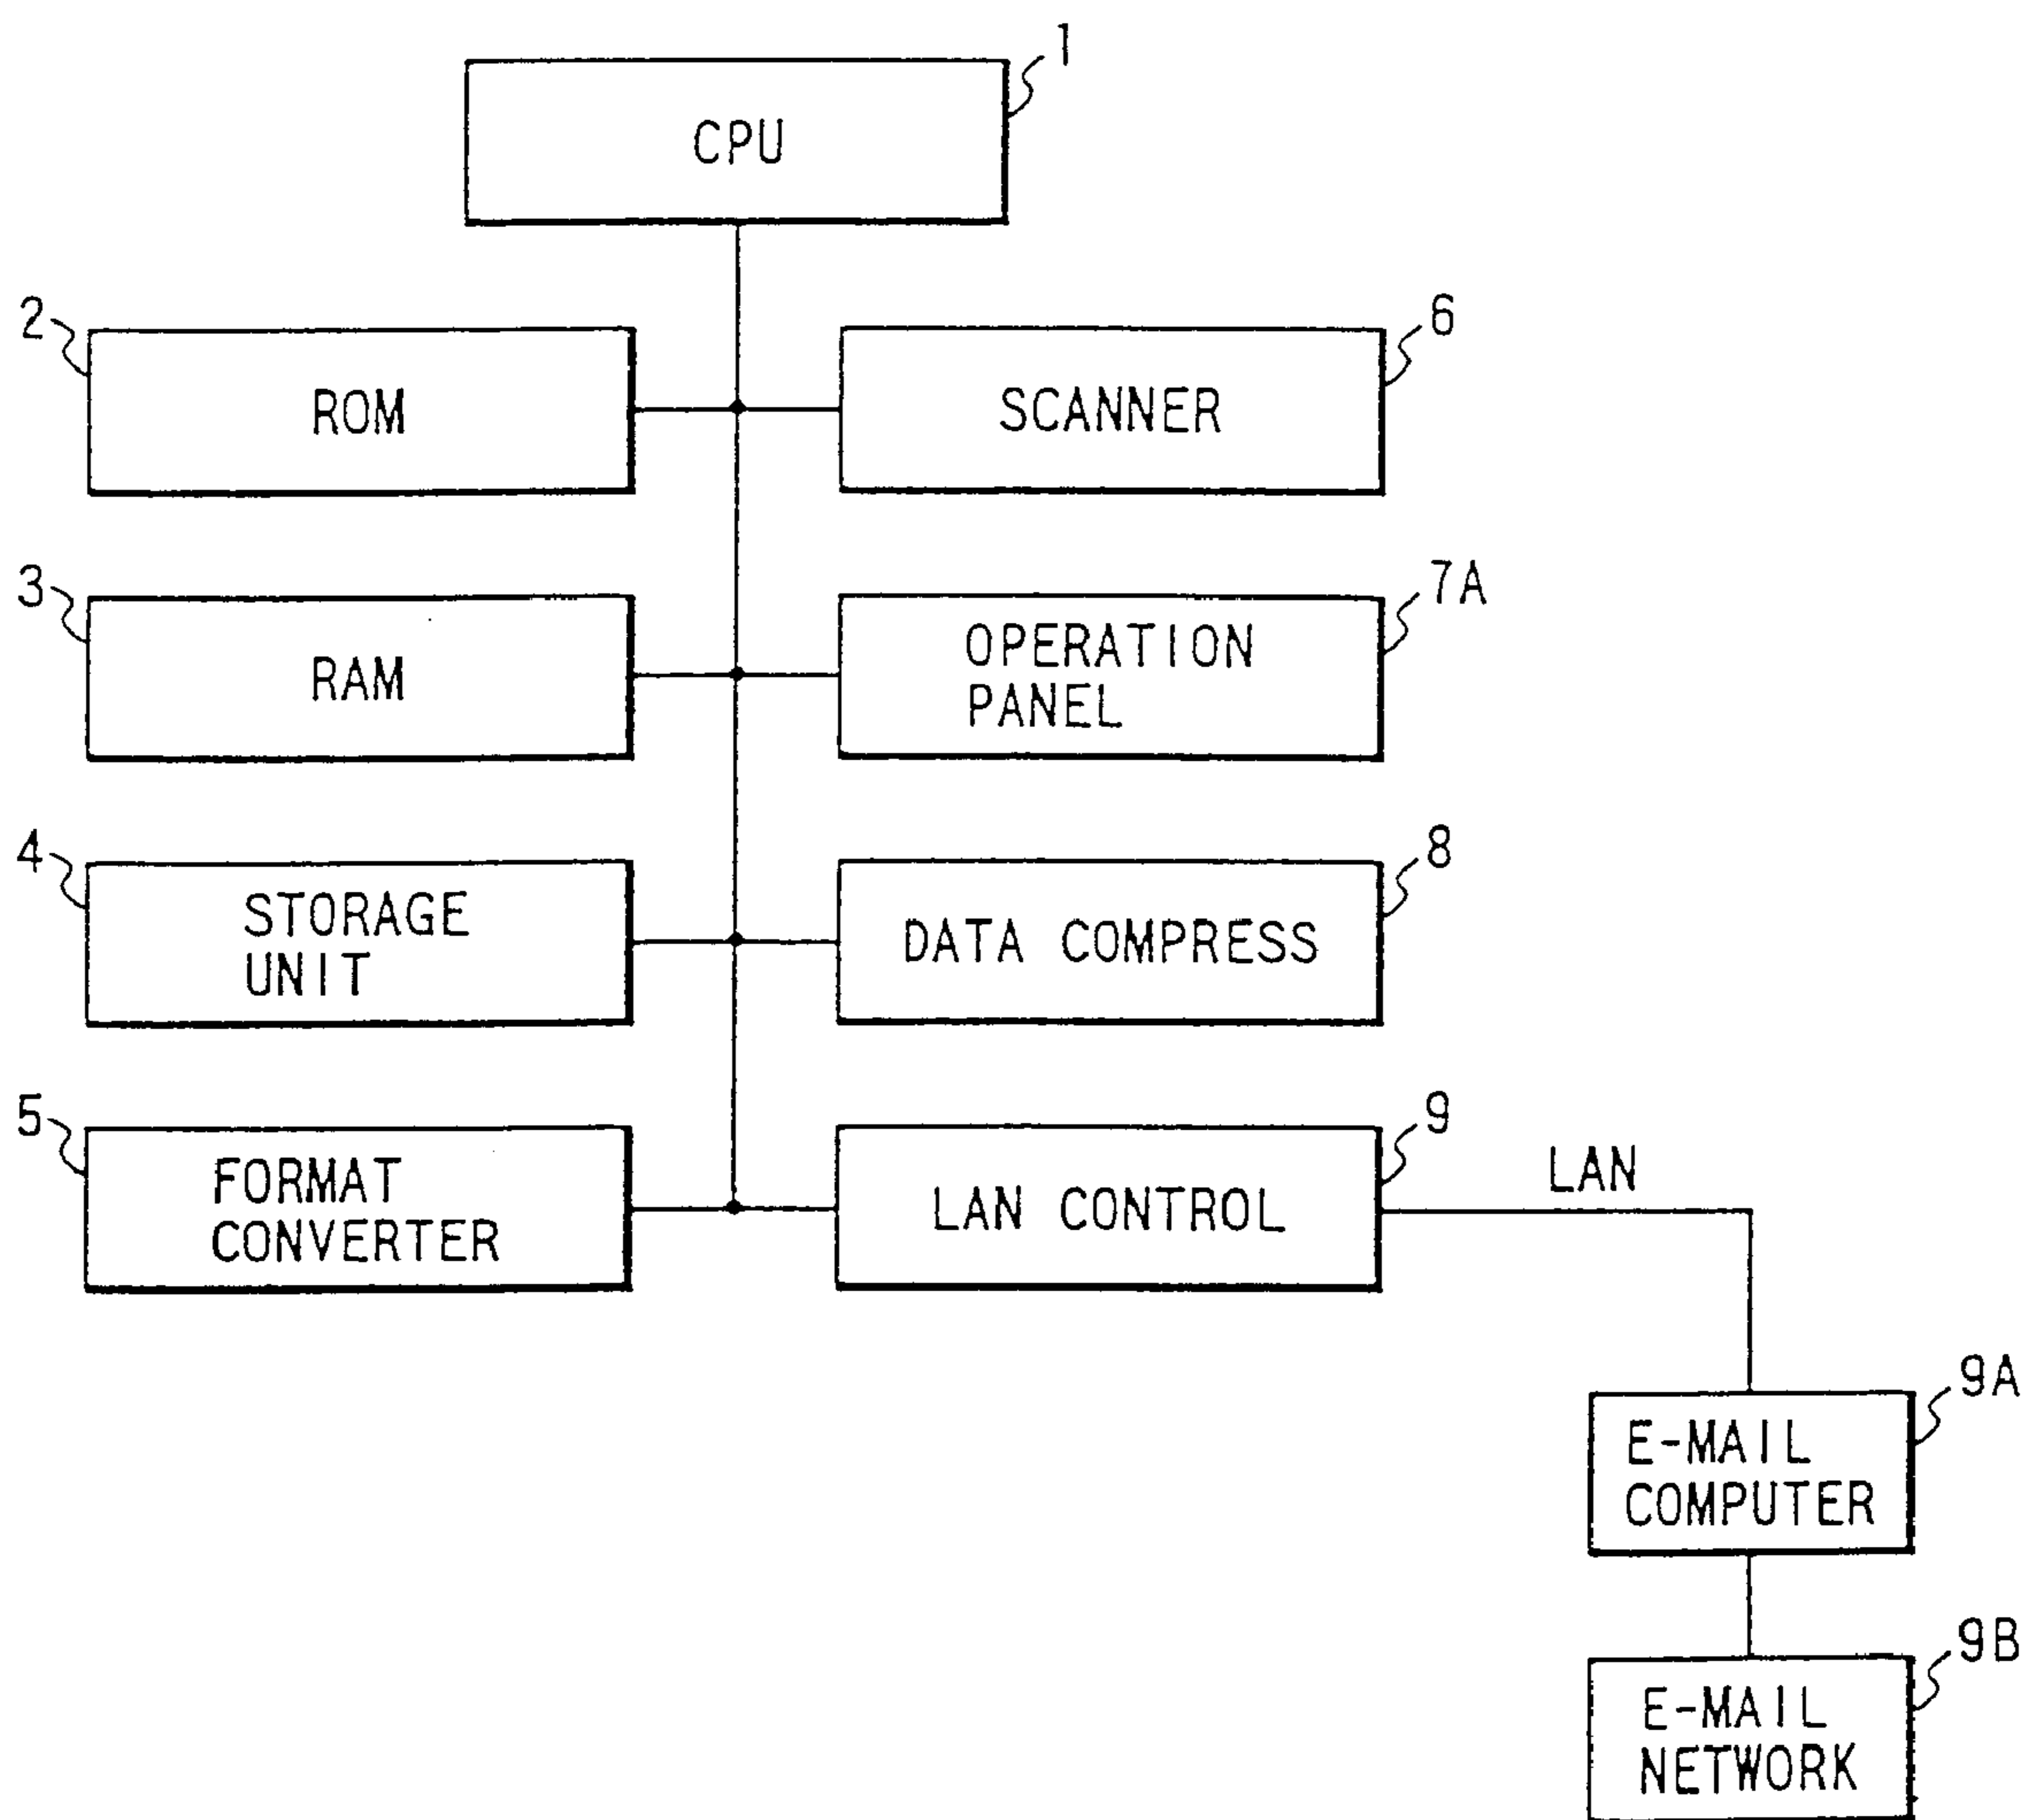 1
CPU
2
ROM
6
SCANNER
3
RAM
7A
OPERATION
PANEL
4
STORAGE
UNIT
8
DATA COMPRESS
5
FORMAT
CONVERTER
9
LAN CONTROL
LAN
9A
E-MAIL
COMPUTER
9B
E-MAIL
NETWORK